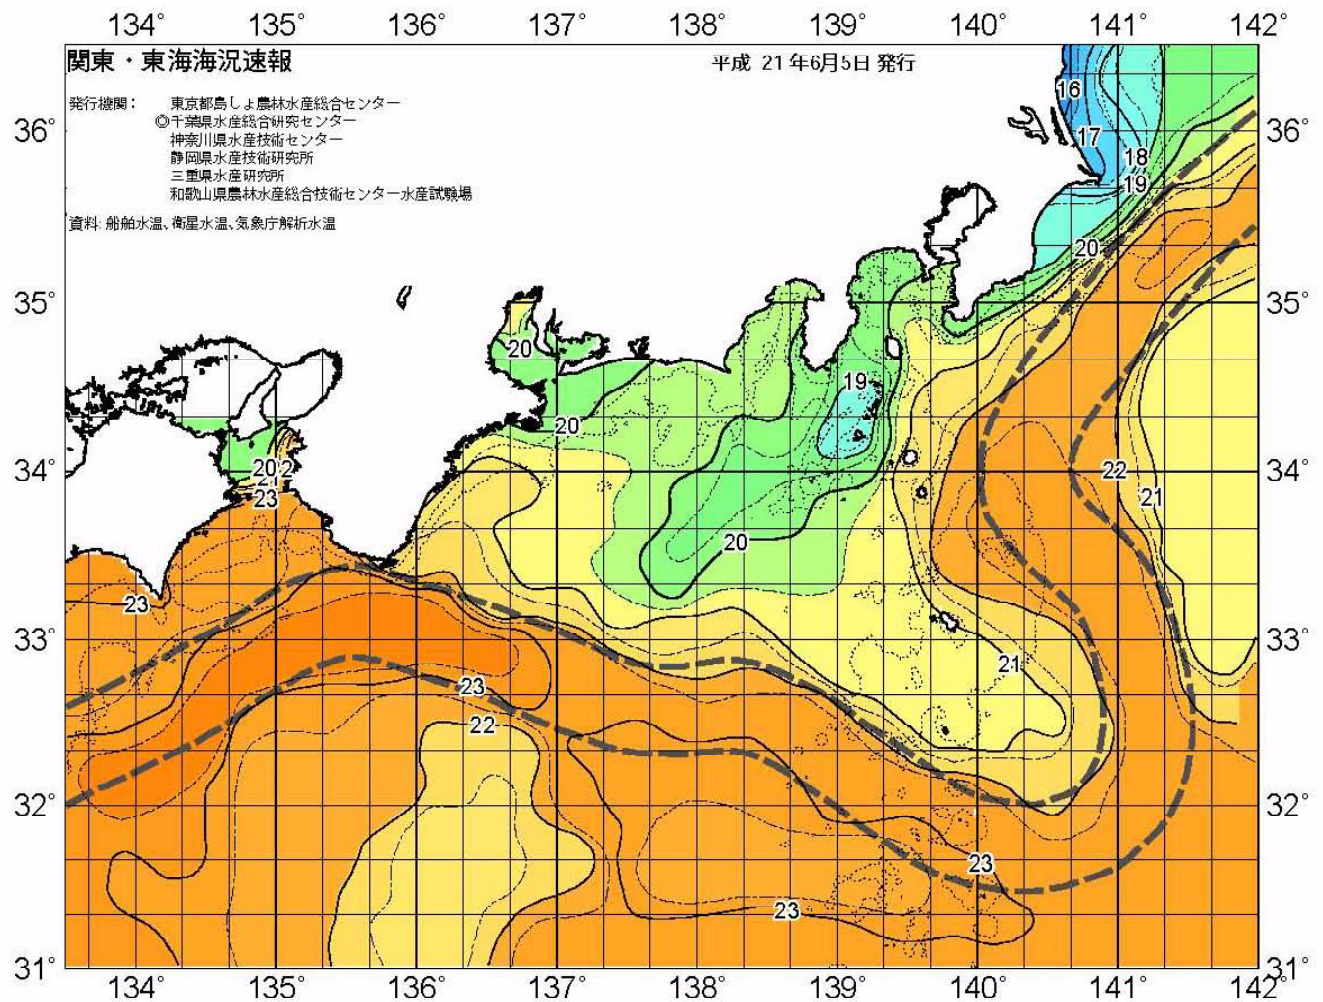 134° 135° 136° 137° 138° 139° 140° 141° 142°
関東・東海海況速報
平成 21年6月5日 発行
発行機関： 東京都島しょ農林水産総合センター
◎千葉県水産総合研究センター
神奈川県水産技術センター
静岡県水産技術研究所
三重県水産研究所
和歌山県農林水産総合技術センター水産試験場
資料: 船舶水温、衛星水温、気象庁解析水温
16
36° 36°
17
18
19
20
35° 35°
20
19
20
34° 34°
20
22
23
21
20
23
33° 33°
21
23
22
32° 32°
23
23
31° 31°
134° 135° 136° 137° 138° 139° 140° 141° 142°